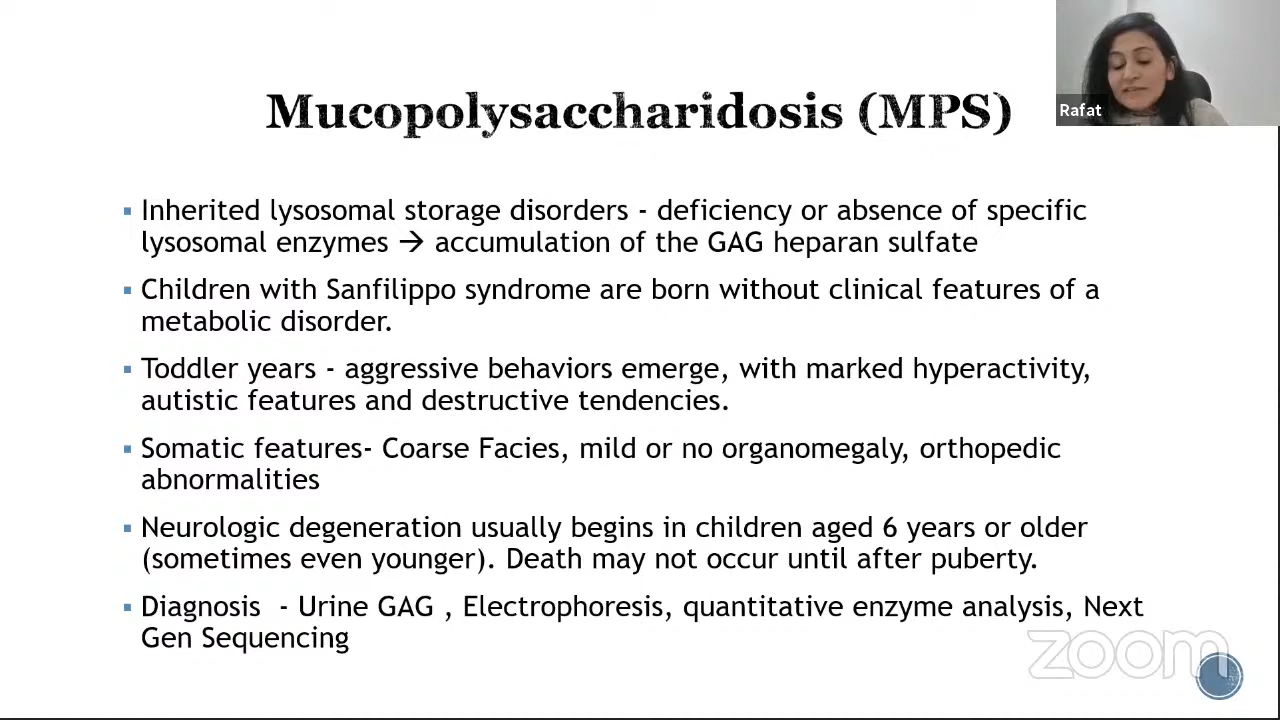 Mucopolysaccharidosis (MPS)
Rafat
▪ Inherited lysosomal storage disorders - deficiency or absence of specific
lysosomal enzymes → accumulation of the GAG heparan sulfate
▪ Children with Sanfilippo syndrome are born without clinical features of a
metabolic disorder.
▪ Toddler years - aggressive behaviors emerge, with marked hyperactivity,
autistic features and destructive tendencies.
▪ Somatic features- Coarse Facies, mild or no organomegaly, orthopedic
abnormalities
▪ Neurologic degeneration usually begins in children aged 6 years or older
(sometimes even younger). Death may not occur until after puberty.
▪ Diagnosis - Urine GAG , Electrophoresis, quantitative enzyme analysis, Next
Gen Sequencing
zoom